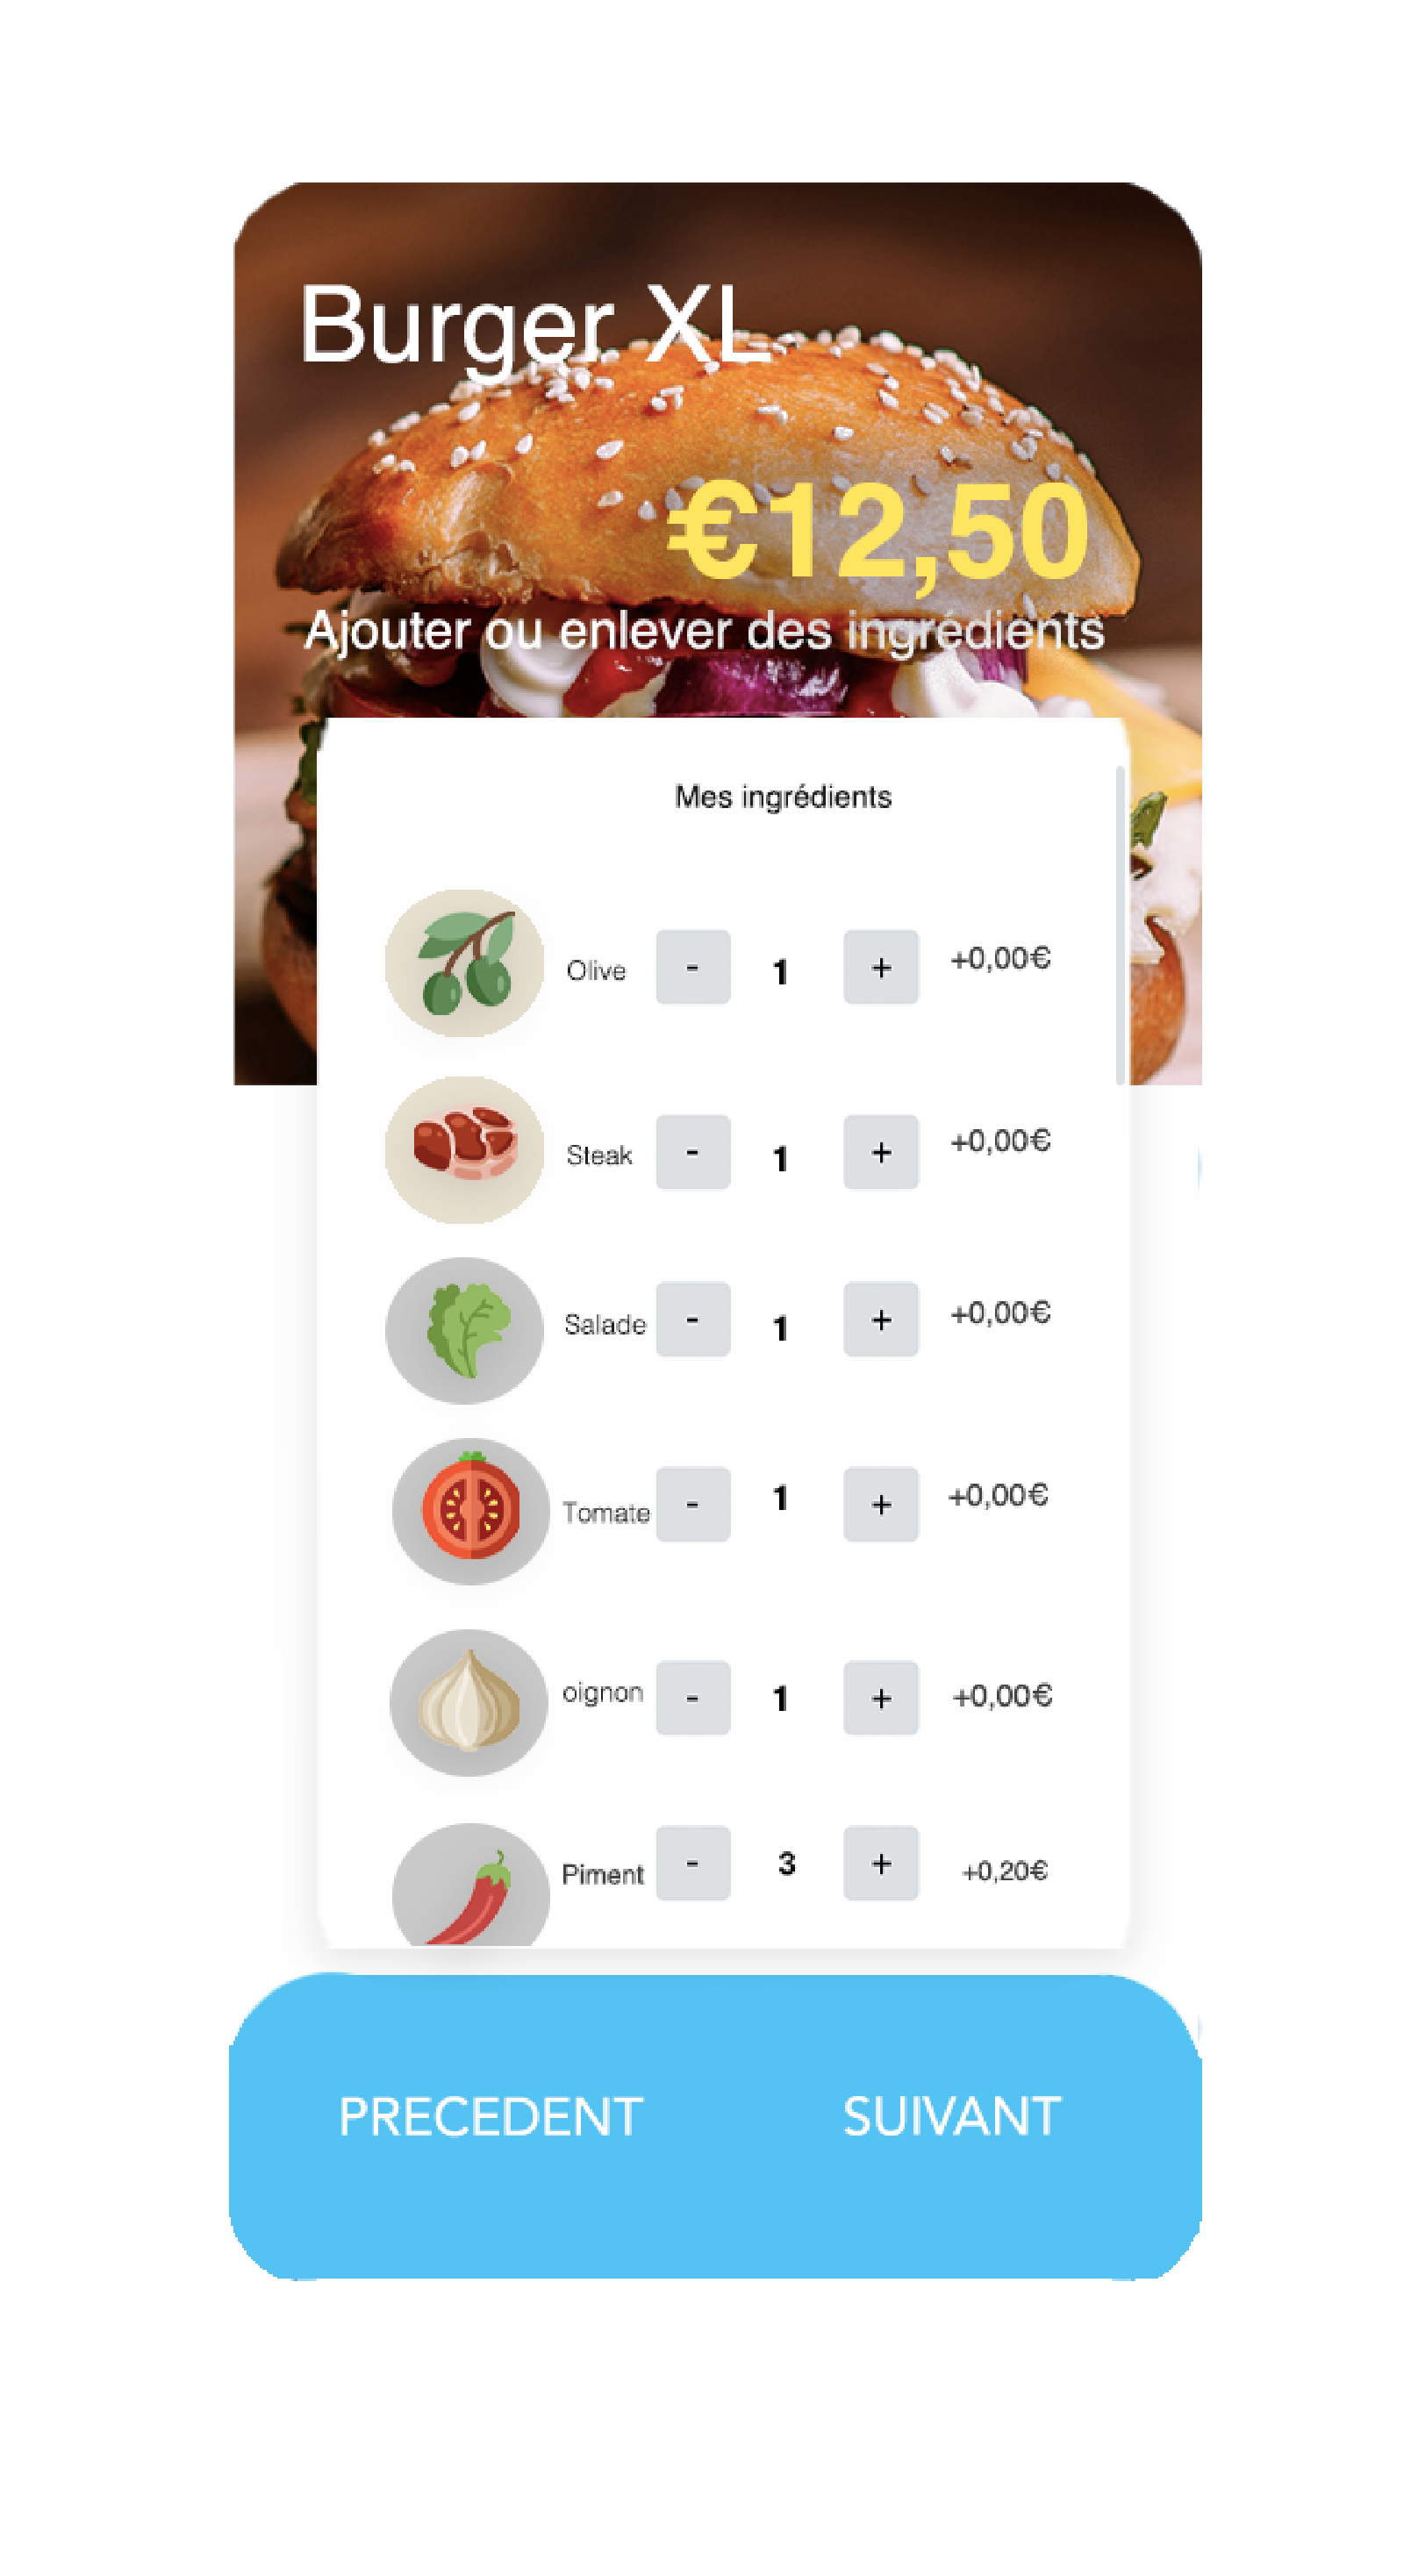 Burger XL
€12,50
Ajouter ou enlever des ingrédients
Mes ingrédients
Olive - 1 + +0,00€
Steak - 1 + +0,00€
Salade - 1 + +0,00€
Tomate - 1 + +0,00€
oignon - 1 + +0,00€
Piment - 3 + +0,20€
PRECEDENT SUIVANT